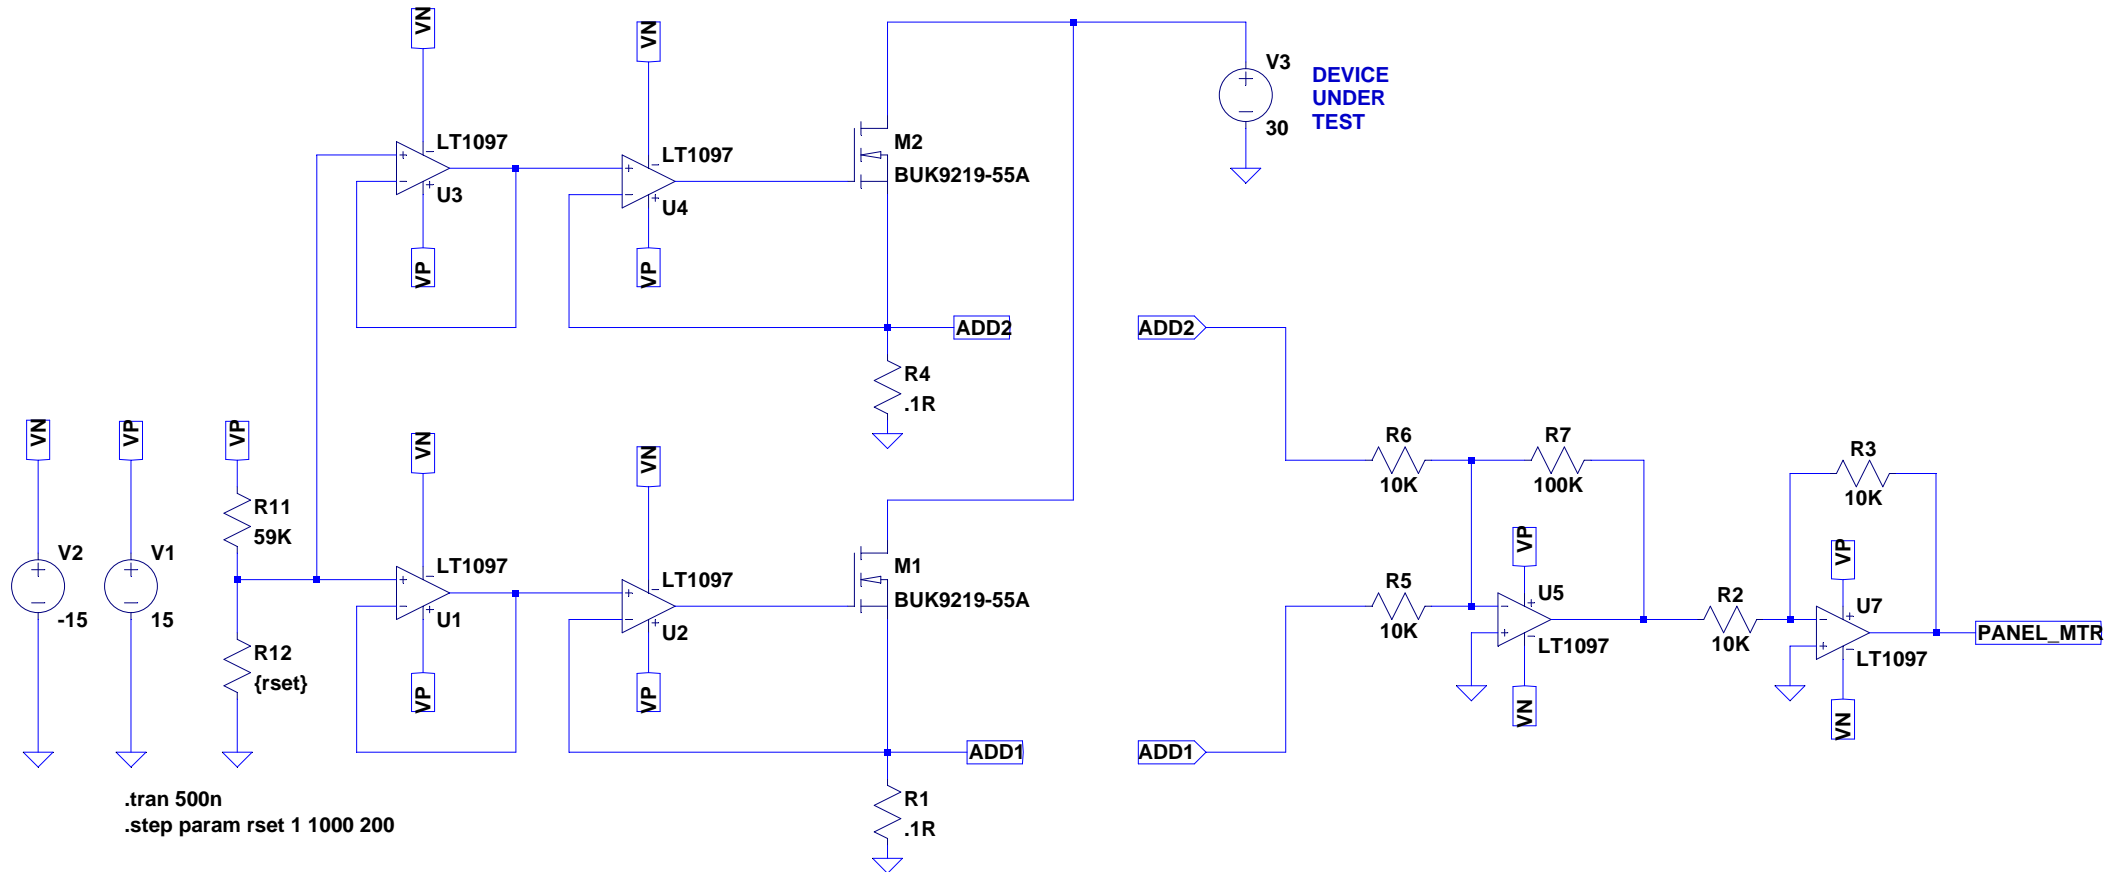 VN
VN
V3
DEVICE
UNDER
TEST
30
LT1097
U3
LT1097
U4
M2
BUK9219-55A
VP
VP
ADD2
ADD2
R4
.1R
VN
VP
VP
VN
VN
R6
10K
R7
100K
R3
10K
R11
59K
V2
-15
V1
15
LT1097
U1
LT1097
U2
M1
BUK9219-55A
VP
VP
R5
10K
U5
LT1097
R2
10K
U7
LT1097
PANEL_MTR
R12
{rset}
VP
VP
VN
VN
ADD1
ADD1
R1
.1R
.tran 500n
.step param rset 1 1000 200